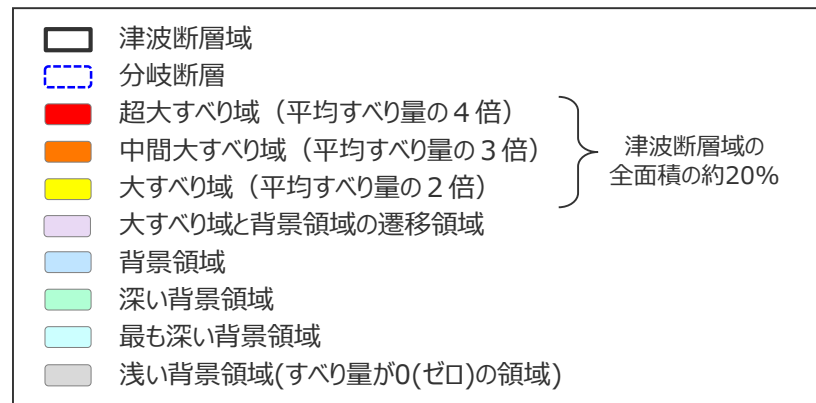 津波断層域
分岐断層
超大すべり域（平均すべり量の４倍）
中間大すべり域（平均すべり量の３倍）
大すべり域（平均すべり量の２倍）
津波断層域の
全面積の約20%
大すべり域と背景領域の遷移領域
背景領域
深い背景領域
最も深い背景領域
浅い背景領域(すべり量が0(ゼロ)の領域)